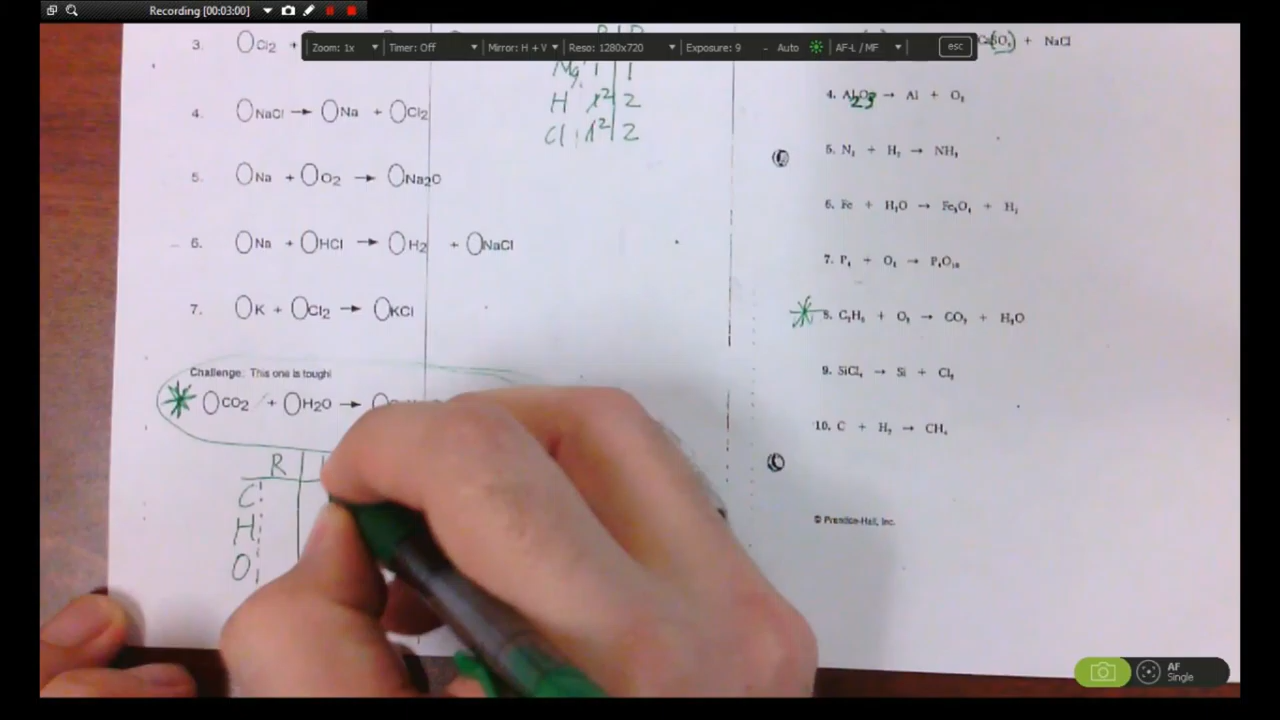 Recording [00:03:00]
Zoom: 1x Timer: Off Mirror: H + V Reso: 1280x720 Exposure: 9 - Auto AF-L / MF esc
3. Cl2 +
Mg 1 1
H 1 2 2
Cl 1 2 2
4. NaCl → Na + Cl2
5. Na + O2 → Na2O
6. Na + HCl → H2 + NaCl
7. K + Cl2 → KCl
Challenge: This one is tough!
CO2 + H2O →
R
C
H
O
+ NaCl
4. Al2O3 → Al + O2
23
5. N2 + H2 → NH3
6. Fe + H2O → Fe3O4 + H2
7. P4 + O2 → P4O10
8. + O2 → CO2 + H2O
9. SiCl4 → Si + Cl2
10. C + H2 → CH4
© Prentice-Hall, Inc.
AF
Single